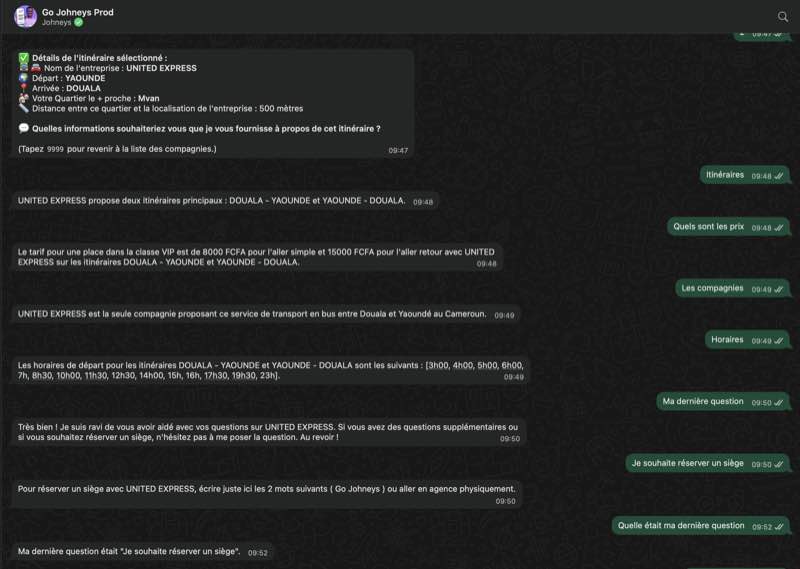 Go Johneys Prod
Johneys
09:47
Détails de l'itinéraire sélectionné :
Nom de l'entreprise : UNITED EXPRESS
Départ : YAOUNDE
Arrivée : DOUALA
Votre Quartier le + proche : Mvan
Distance entre ce quartier et la localisation de l'entreprise : 500 mètres
Quelles informations souhaiteriez vous que je vous fournisse à propos de cet itinéraire ?
(Tapez 9999 pour revenir à la liste des compagnies.)
09:47
Itinéraires 09:48
UNITED EXPRESS propose deux itinéraires principaux : DOUALA - YAOUNDE et YAOUNDE - DOUALA. 09:48
Quels sont les prix 09:48
Le tarif pour une place dans la classe VIP est de 8000 FCFA pour l'aller simple et 15000 FCFA pour l'aller retour avec UNITED
EXPRESS sur les itinéraires DOUALA - YAOUNDE et YAOUNDE - DOUALA.
09:48
Les compagnies 09:49
UNITED EXPRESS est la seule compagnie proposant ce service de transport en bus entre Douala et Yaoundé au Cameroun. 09:49
Horaires 09:49
Les horaires de départ pour les itinéraires DOUALA - YAOUNDE et YAOUNDE - DOUALA sont les suivants : [3h00, 4h00, 5h00, 6h00,
7h, 8h30, 10h00, 11h30, 12h30, 14h00, 15h, 16h, 17h30, 19h30, 23h].
09:49
Ma dernière question 09:50
Très bien ! Je suis ravi de vous avoir aidé avec vos questions sur UNITED EXPRESS. Si vous avez des questions supplémentaires ou
si vous souhaitez réserver un siège, n'hésitez pas à me poser la question. Au revoir !
09:50
Je souhaite réserver un siège 09:50
Pour réserver un siège avec UNITED EXPRESS, écrire juste ici les 2 mots suivants ( Go Johneys ) ou aller en agence physiquement.
09:50
Quelle était ma dernière question 09:52
Ma dernière question était "Je souhaite réserver un siège". 09:52